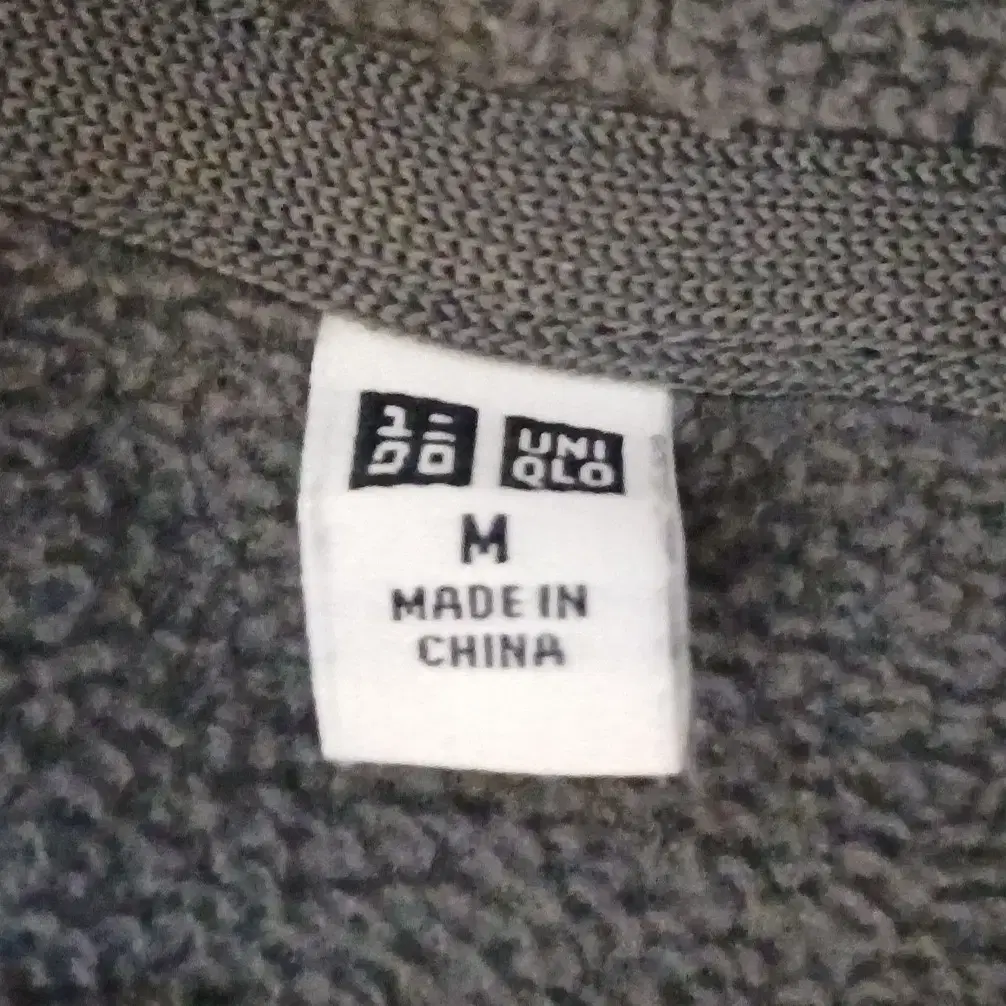 ユニ UNI
クロ QLO
M
MADE IN
CHINA